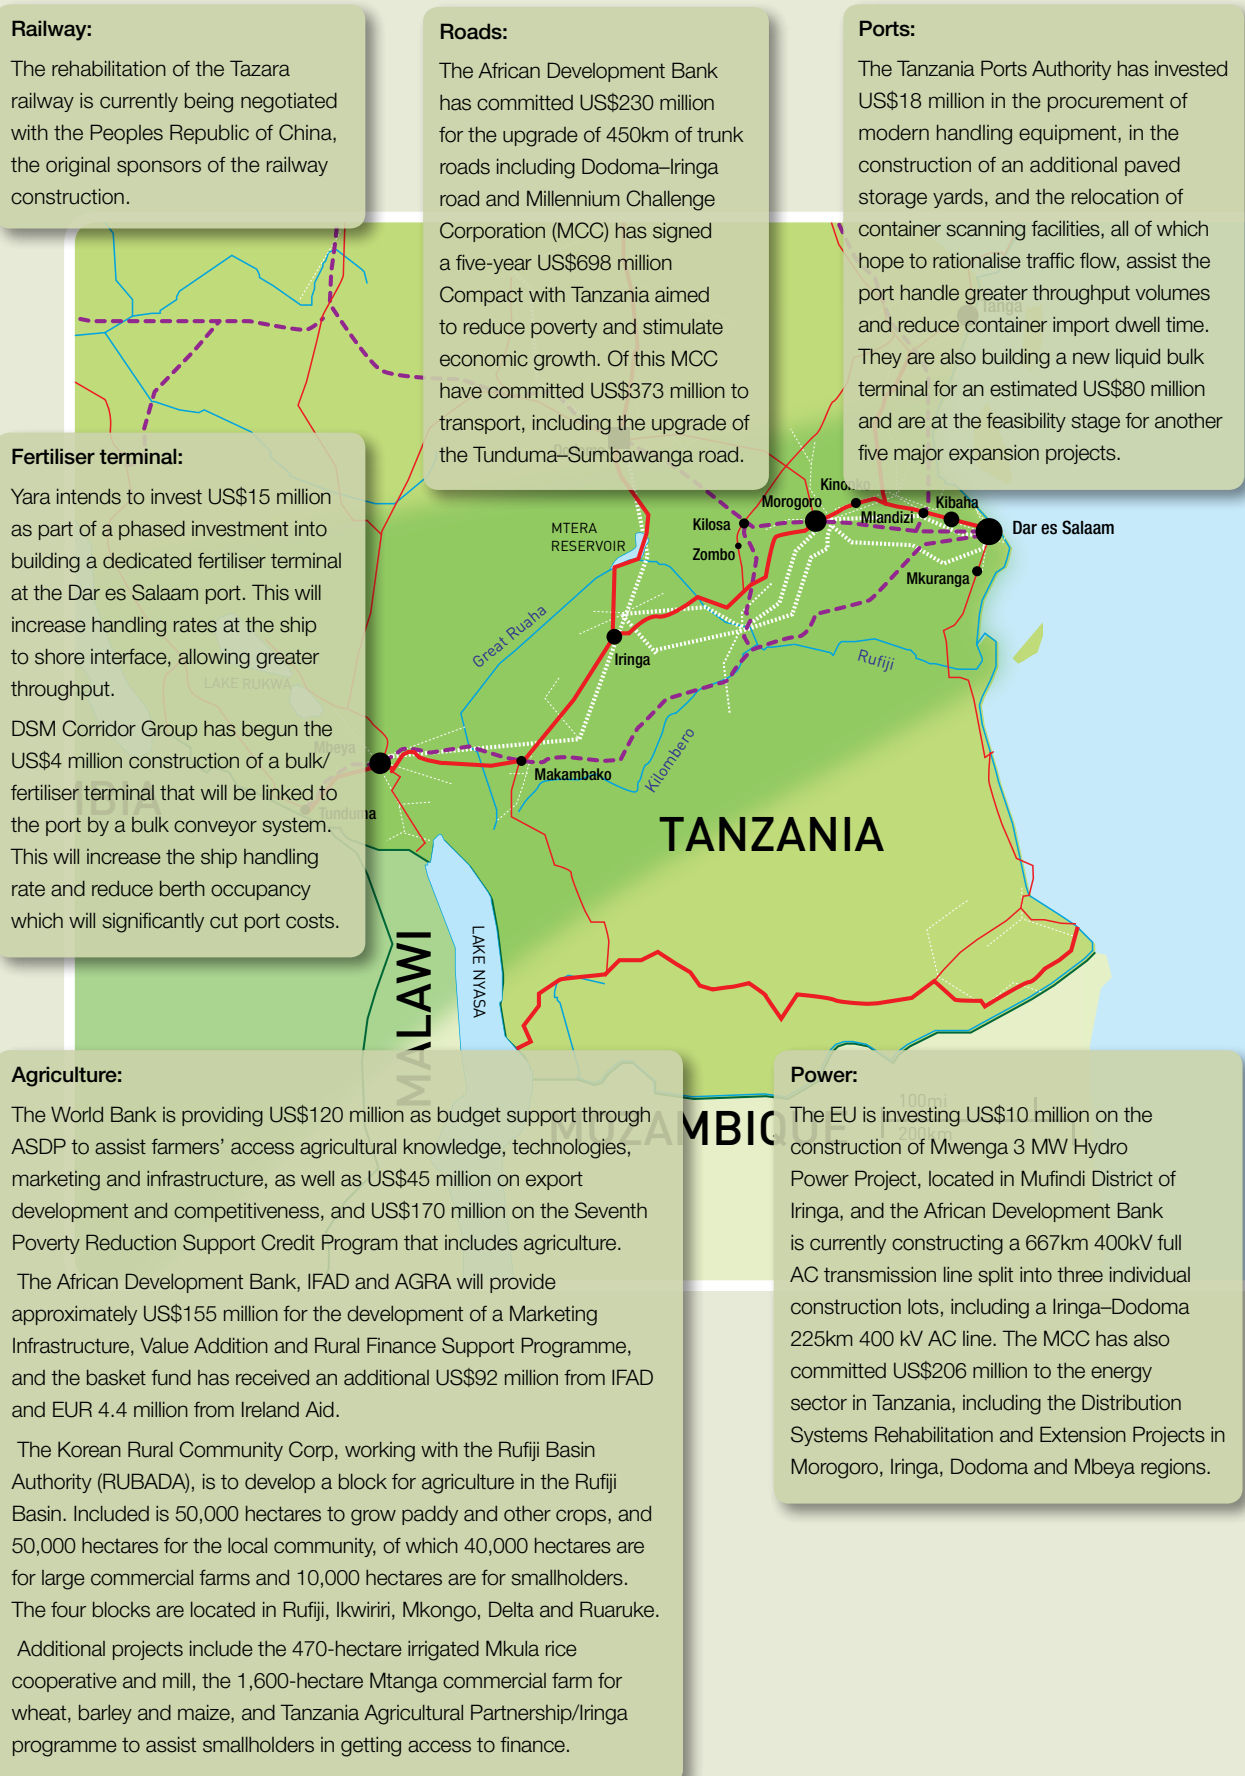 Railway:
The rehabilitation of the Tazara
railway is currently being negotiated
with the Peoples Republic of China,
the original sponsors of the railway
construction.
Roads:
The African Development Bank
has committed US$230 million
for the upgrade of 450km of trunk
roads including Dodoma–Iringa
road and Millennium Challenge
Corporation (MCC) has signed
a five-year US$698 million
Compact with Tanzania aimed
to reduce poverty and stimulate
economic growth. Of this MCC
have committed US$373 million to
transport, including the upgrade of
the Tunduma–Sumbawanga road.
Ports:
The Tanzania Ports Authority has invested
US$18 million in the procurement of
modern handling equipment, in the
construction of an additional paved
storage yards, and the relocation of
container scanning facilities, all of which
hope to rationalise traffic flow, assist the
port handle greater throughput volumes
and reduce container import dwell time.
They are also building a new liquid bulk
terminal for an estimated US$80 million
and are at the feasibility stage for another
five major expansion projects.
Tanga
Fertiliser terminal:
Yara intends to invest US$15 million
as part of a phased investment into
building a dedicated fertiliser terminal
at the Dar es Salaam port. This will
increase handling rates at the ship
to shore interface, allowing greater
throughput.
DSM Corridor Group has begun the
US$4 million construction of a bulk/
fertiliser terminal that will be linked to
the port by a bulk conveyor system.
This will increase the ship handling
rate and reduce berth occupancy
which will significantly cut port costs.
LAKE RUKWA
Mbeya
Tunduma
Morogoro
Mlandizi
Kibaha
Dar es Salaam
Kilosa
Zombo
Mkuranga
MTERA
RESERVOIR
Great Ruaha
Iringa
Rufiji
Kilombero
Makambako
TANZANIA
MALAWI
LAKE NYASA
MOZAMBIQUE
100mi
200km
Agriculture:
The World Bank is providing US$120 million as budget support through
ASDP to assist farmers’ access agricultural knowledge, technologies,
marketing and infrastructure, as well as US$45 million on export
development and competitiveness, and US$170 million on the Seventh
Poverty Reduction Support Credit Program that includes agriculture.
The African Development Bank, IFAD and AGRA will provide
approximately US$155 million for the development of a Marketing
Infrastructure, Value Addition and Rural Finance Support Programme,
and the basket fund has received an additional US$92 million from IFAD
and EUR 4.4 million from Ireland Aid.
The Korean Rural Community Corp, working with the Rufiji Basin
Authority (RUBADA), is to develop a block for agriculture in the Rufiji
Basin. Included is 50,000 hectares to grow paddy and other crops, and
50,000 hectares for the local community, of which 40,000 hectares are
for large commercial farms and 10,000 hectares are for smallholders.
The four blocks are located in Rufiji, Ikwiriri, Mkongo, Delta and Ruaruke.
Additional projects include the 470-hectare irrigated Mkula rice
cooperative and mill, the 1,600-hectare Mtanga commercial farm for
wheat, barley and maize, and Tanzania Agricultural Partnership/Iringa
programme to assist smallholders in getting access to finance.
Power:
The EU is investing US$10 million on the
construction of Mwenga 3 MW Hydro
Power Project, located in Mufindi District of
Iringa, and the African Development Bank
is currently constructing a 667km 400kV full
AC transmission line split into three individual
construction lots, including a Iringa–Dodoma
225km 400 kV AC line. The MCC has also
committed US$206 million to the energy
sector in Tanzania, including the Distribution
Systems Rehabilitation and Extension Projects in
Morogoro, Iringa, Dodoma and Mbeya regions.